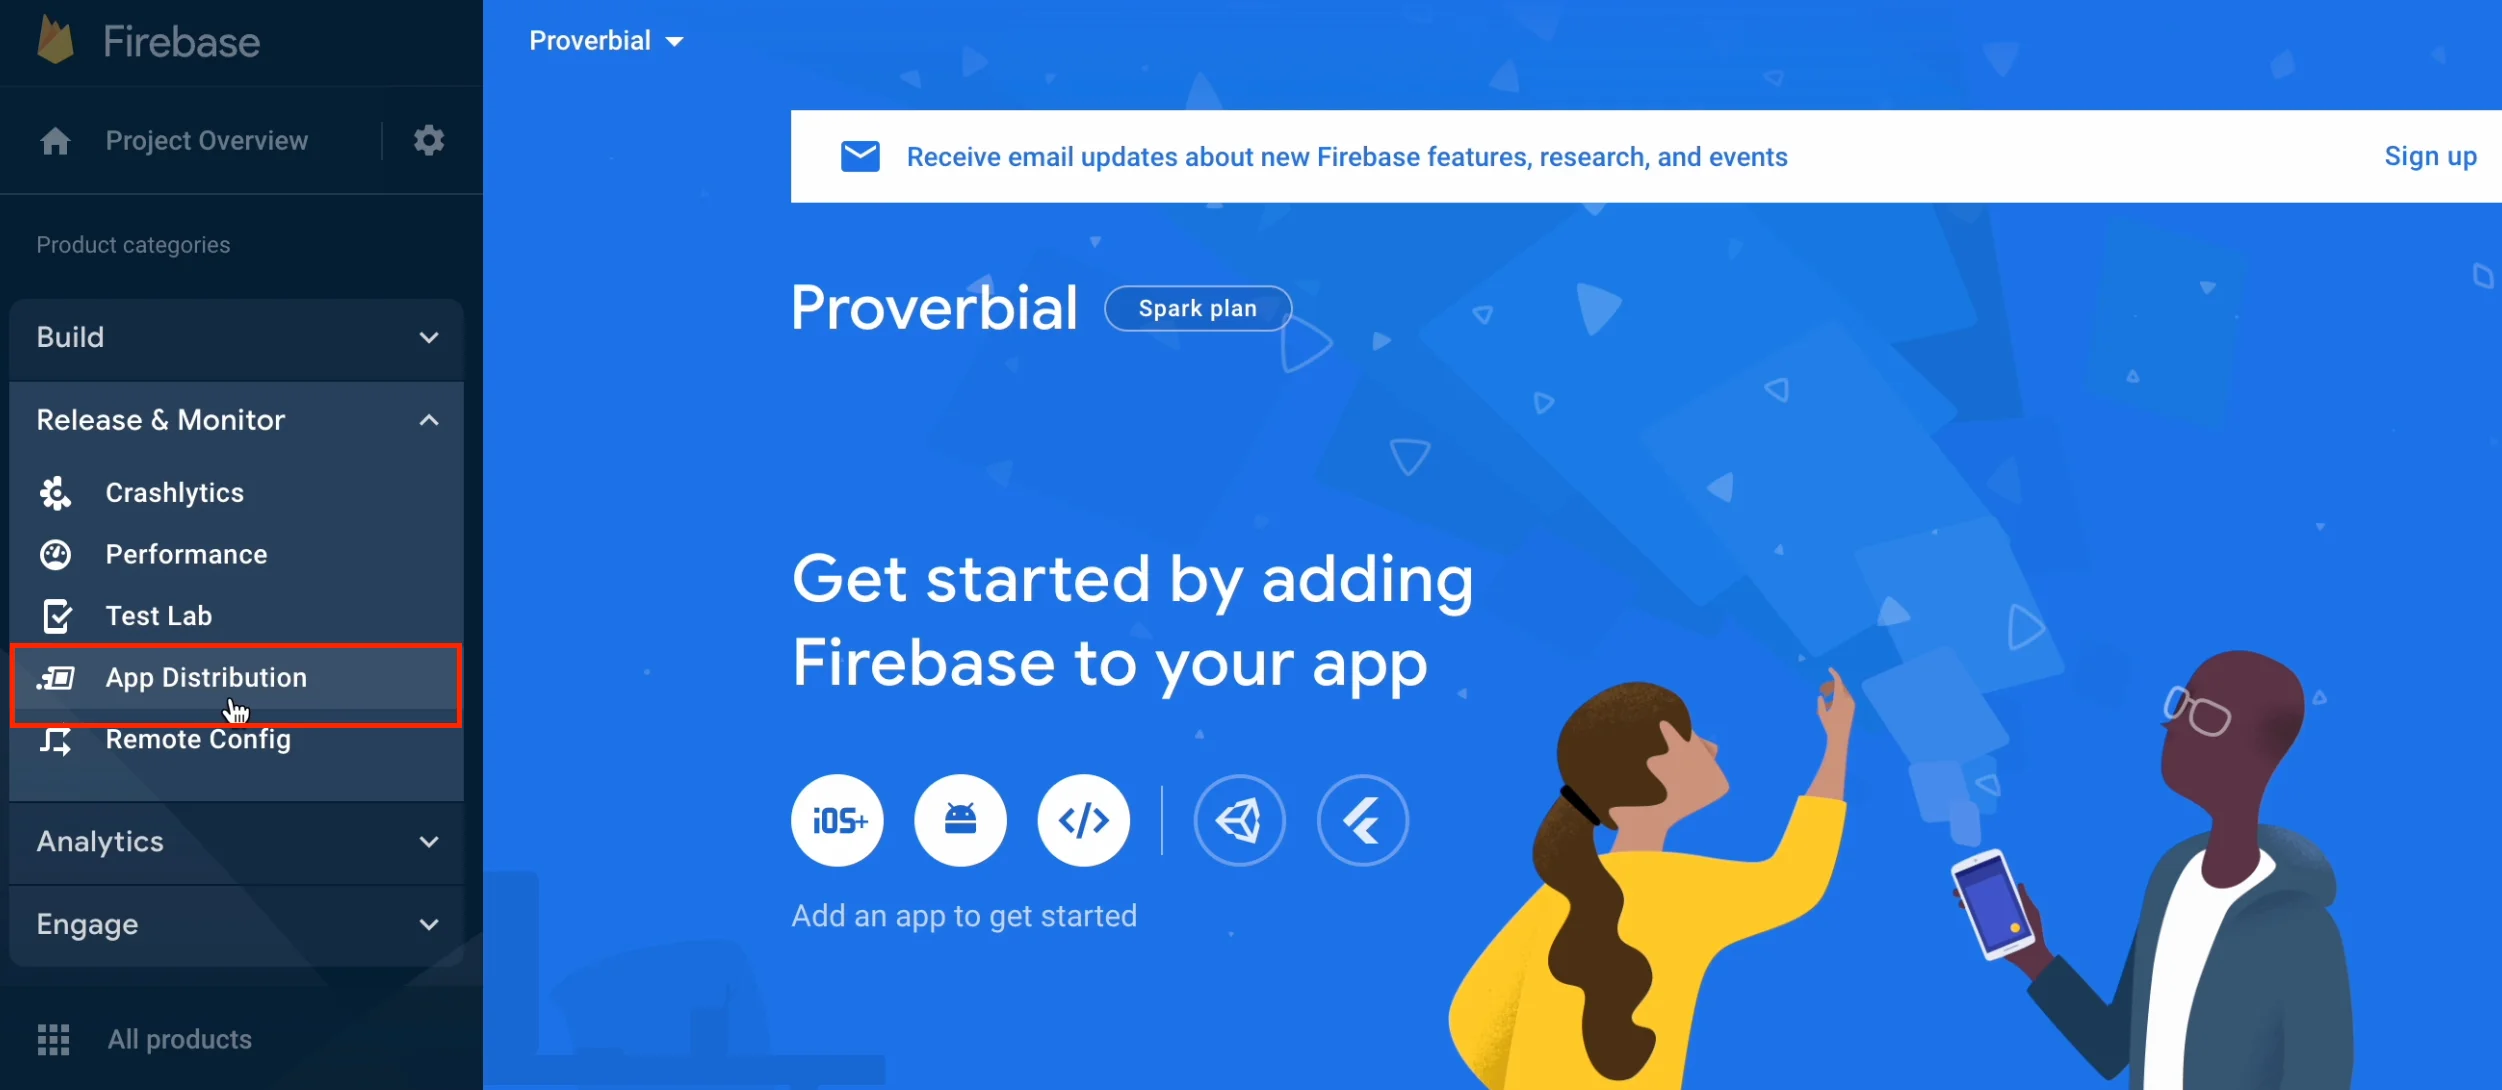 Firebase
Project Overview
Product categories
Build
Release & Monitor
Crashlytics
Performance
Test Lab
App Distribution
Remote Config
Analytics
Engage
All products
Proverbial
Receive email updates about new Firebase features, research, and events
Sign up
Proverbial
Spark plan
Get started by adding
Firebase to your app
iOS+
Add an app to get started